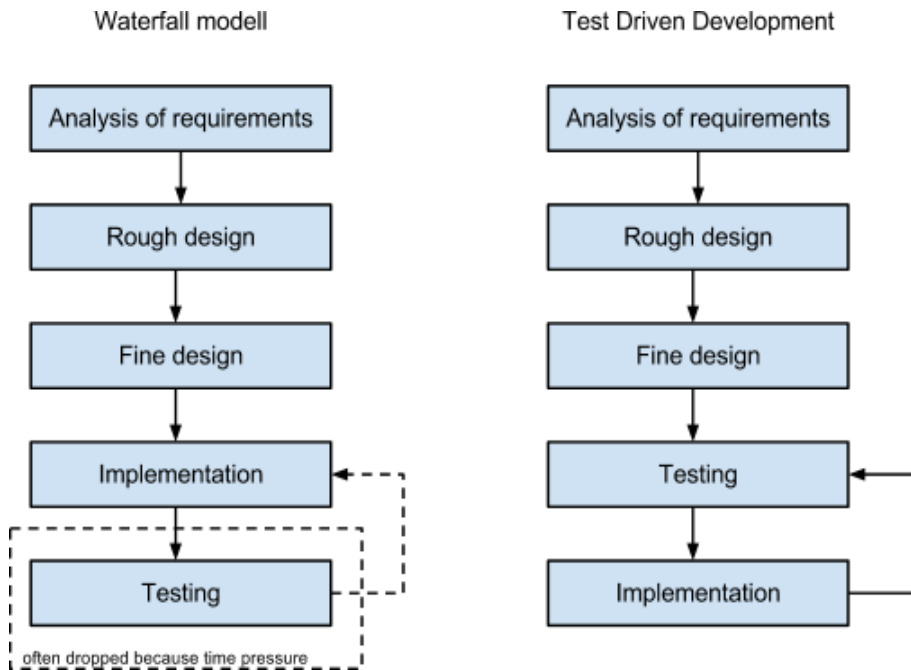 Waterfall modell
Analysis of requirements
Rough design
Fine design
Implementation
Testing
often dropped because time pressure
Test Driven Development
Analysis of requirements
Rough design
Fine design
Testing
Implementation